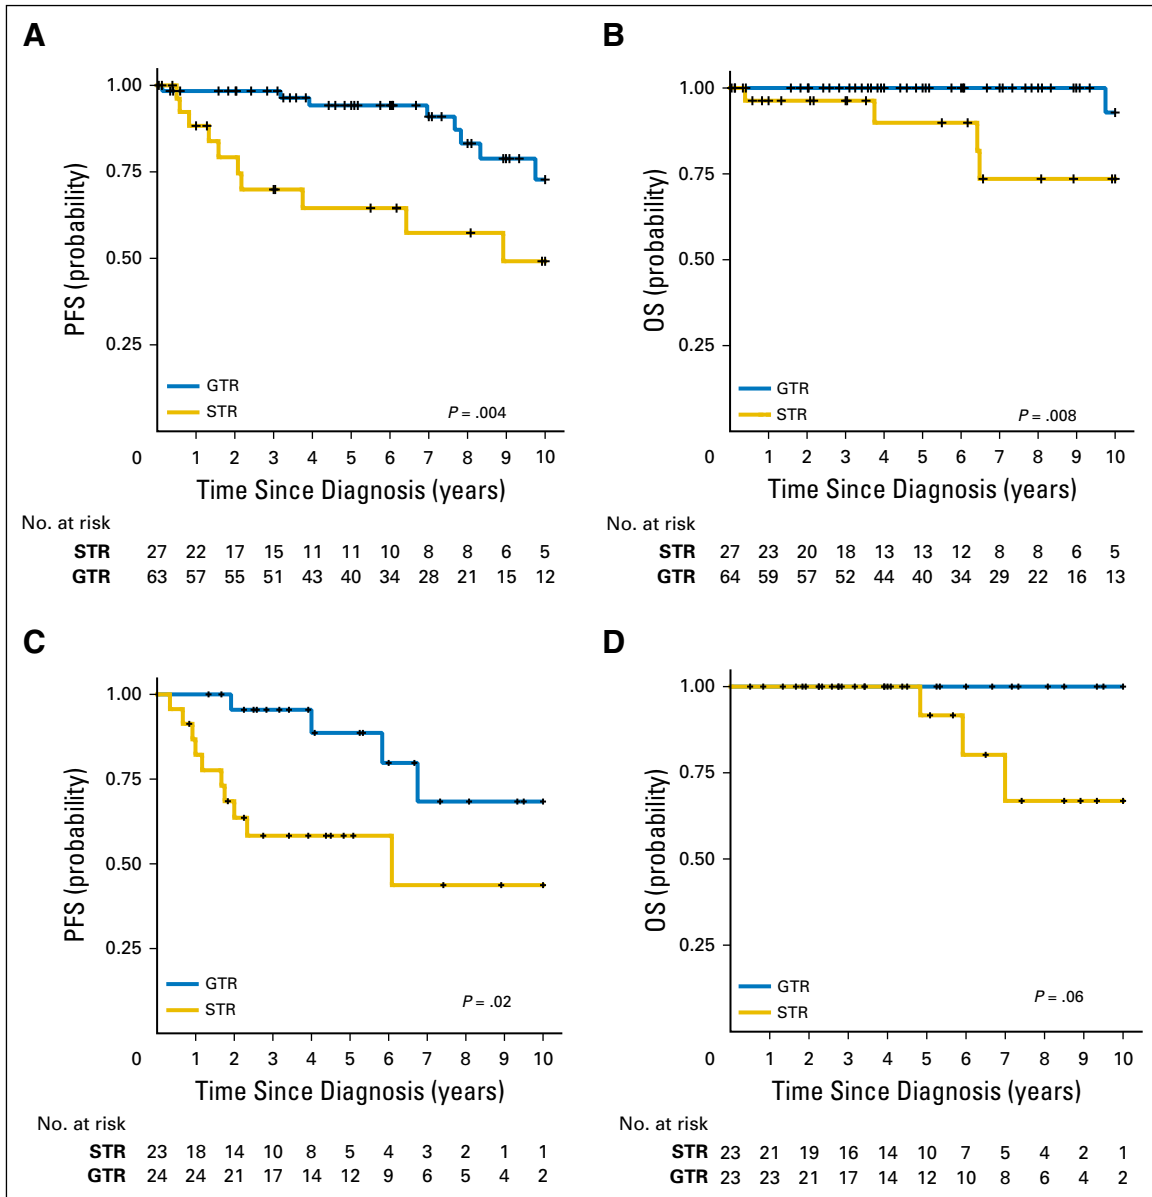 A
1.00
0.75
0.50
0.25
PFS (probability)
GTR
STR
P = .004
0 1 2 3 4 5 6 7 8 9 10
Time Since Diagnosis (years)
No. at risk
STR 27 22 17 15 11 11 10 8 8 6 5
GTR 63 57 55 51 43 40 34 28 21 15 12
B
1.00
0.75
0.50
0.25
OS (probability)
GTR
STR
P = .008
0 1 2 3 4 5 6 7 8 9 10
Time Since Diagnosis (years)
No. at risk
STR 27 23 20 18 13 13 12 8 8 6 5
GTR 64 59 57 52 44 40 34 29 22 16 13
C
1.00
0.75
0.50
0.25
PFS (probability)
GTR
STR
P = .02
0 1 2 3 4 5 6 7 8 9 10
Time Since Diagnosis (years)
No. at risk
STR 23 18 14 10 8 5 4 3 2 1 1
GTR 24 24 21 17 14 12 9 6 5 4 2
D
1.00
0.75
0.50
0.25
OS (probability)
GTR
STR
P = .06
0 1 2 3 4 5 6 7 8 9 10
Time Since Diagnosis (years)
No. at risk
STR 23 21 19 16 14 10 7 5 4 2 1
GTR 23 23 21 17 14 12 10 8 6 4 2